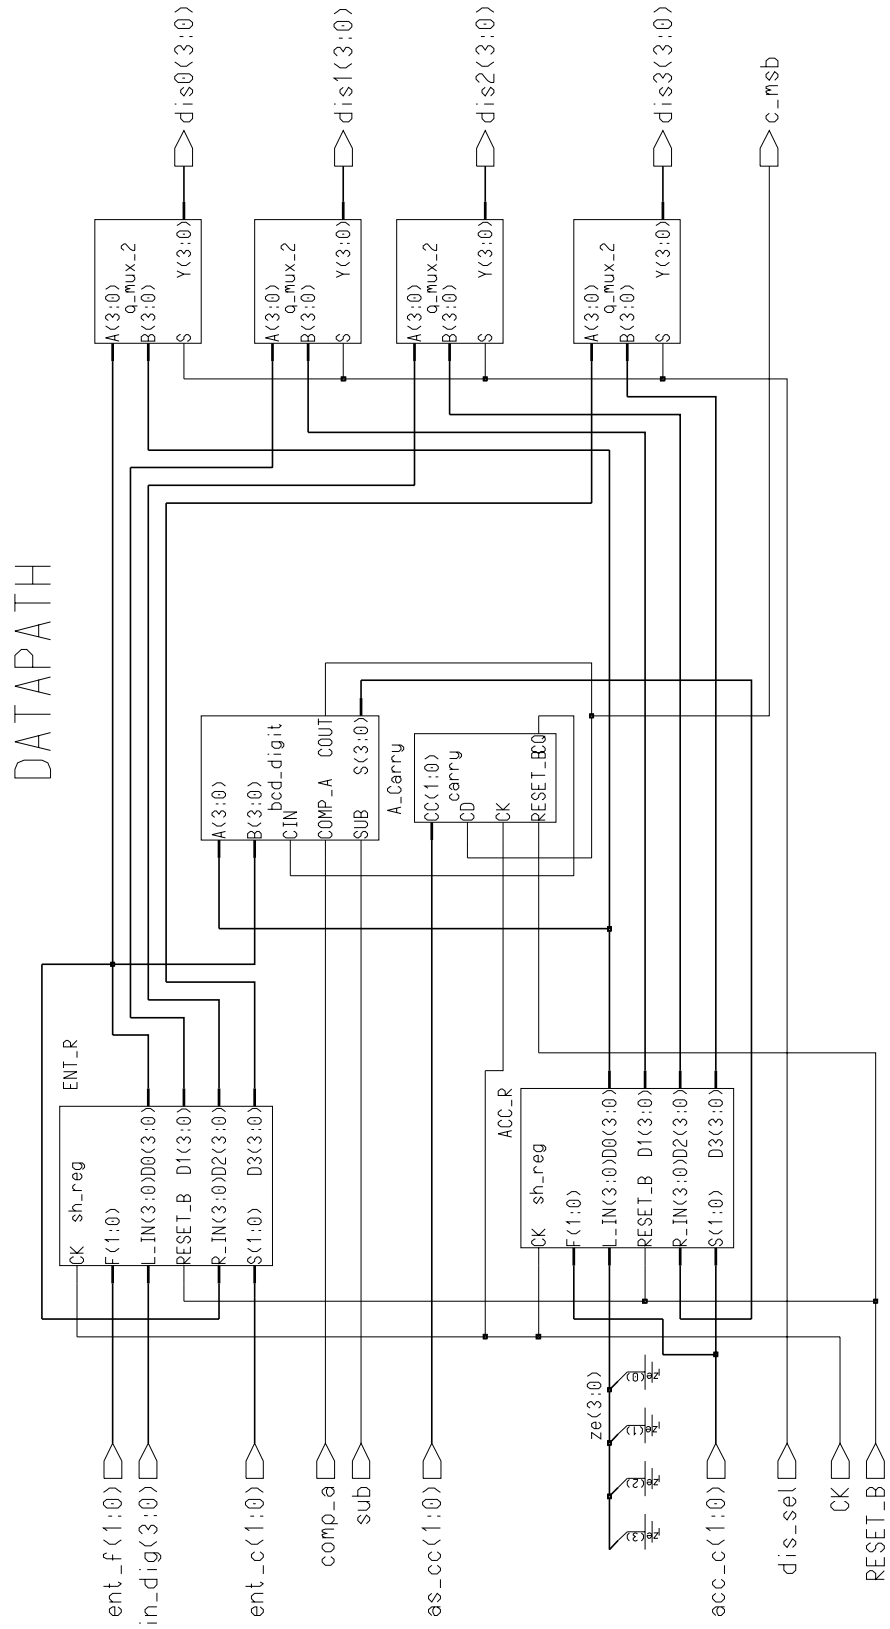 DATAPATH
dis0(3:0)
dis1(3:0)
dis2(3:0)
dis3(3:0)
c_msb
A(3:0)
q_mux_2
B(3:0)
S
Y(3:0)
A(3:0)
q_mux_2
B(3:0)
S
Y(3:0)
A(3:0)
q_mux_2
B(3:0)
S
Y(3:0)
A(3:0)
q_mux_2
B(3:0)
S
Y(3:0)
A(3:0)
B(3:0)
bcd_digit
CIN
COMP_A COUT
SUB S(3:0)
A_Carry
CC(1:0)
carry
CD
CK
RESET_B CQ
ENT_R
CK sh_reg
F(1:0)
L_IN(3:0) D0(3:0)
RESET_B D1(3:0)
R_IN(3:0) D2(3:0)
S(1:0) D3(3:0)
ACC_R
CK sh_reg
F(1:0)
L_IN(3:0) D0(3:0)
RESET_B D1(3:0)
R_IN(3:0) D2(3:0)
S(1:0) D3(3:0)
ze(3:0)
ze(0)
ze(1)
ze(2)
ze(3)
ent_f(1:0)
in_dig(3:0)
ent_c(1:0)
comp_a
sub
as_cc(1:0)
acc_c(1:0)
dis_sel
CK
RESET_B